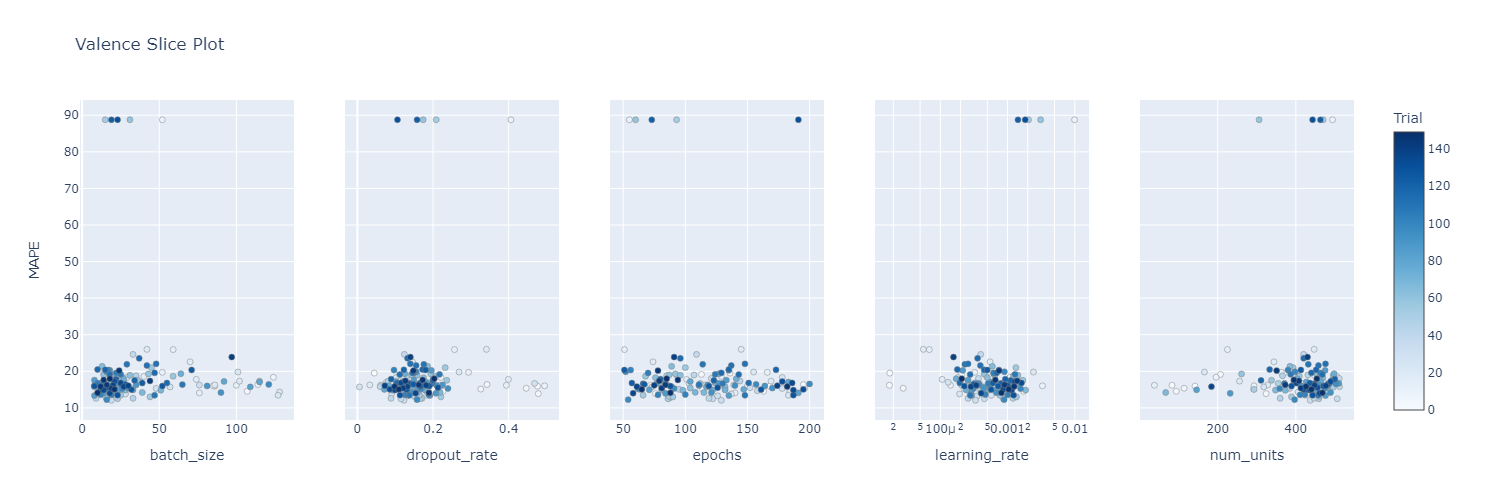 Valence Slice Plot
MAPE
90
80
70
60
50
40
30
20
10
0 50 100
batch_size
0 0.2 0.4
dropout_rate
50 100 150 200
epochs
2 5 100μ 2 5 0.001 2 5 0.01
learning_rate
200 400
num_units
Trial
140
120
100
80
60
40
20
0